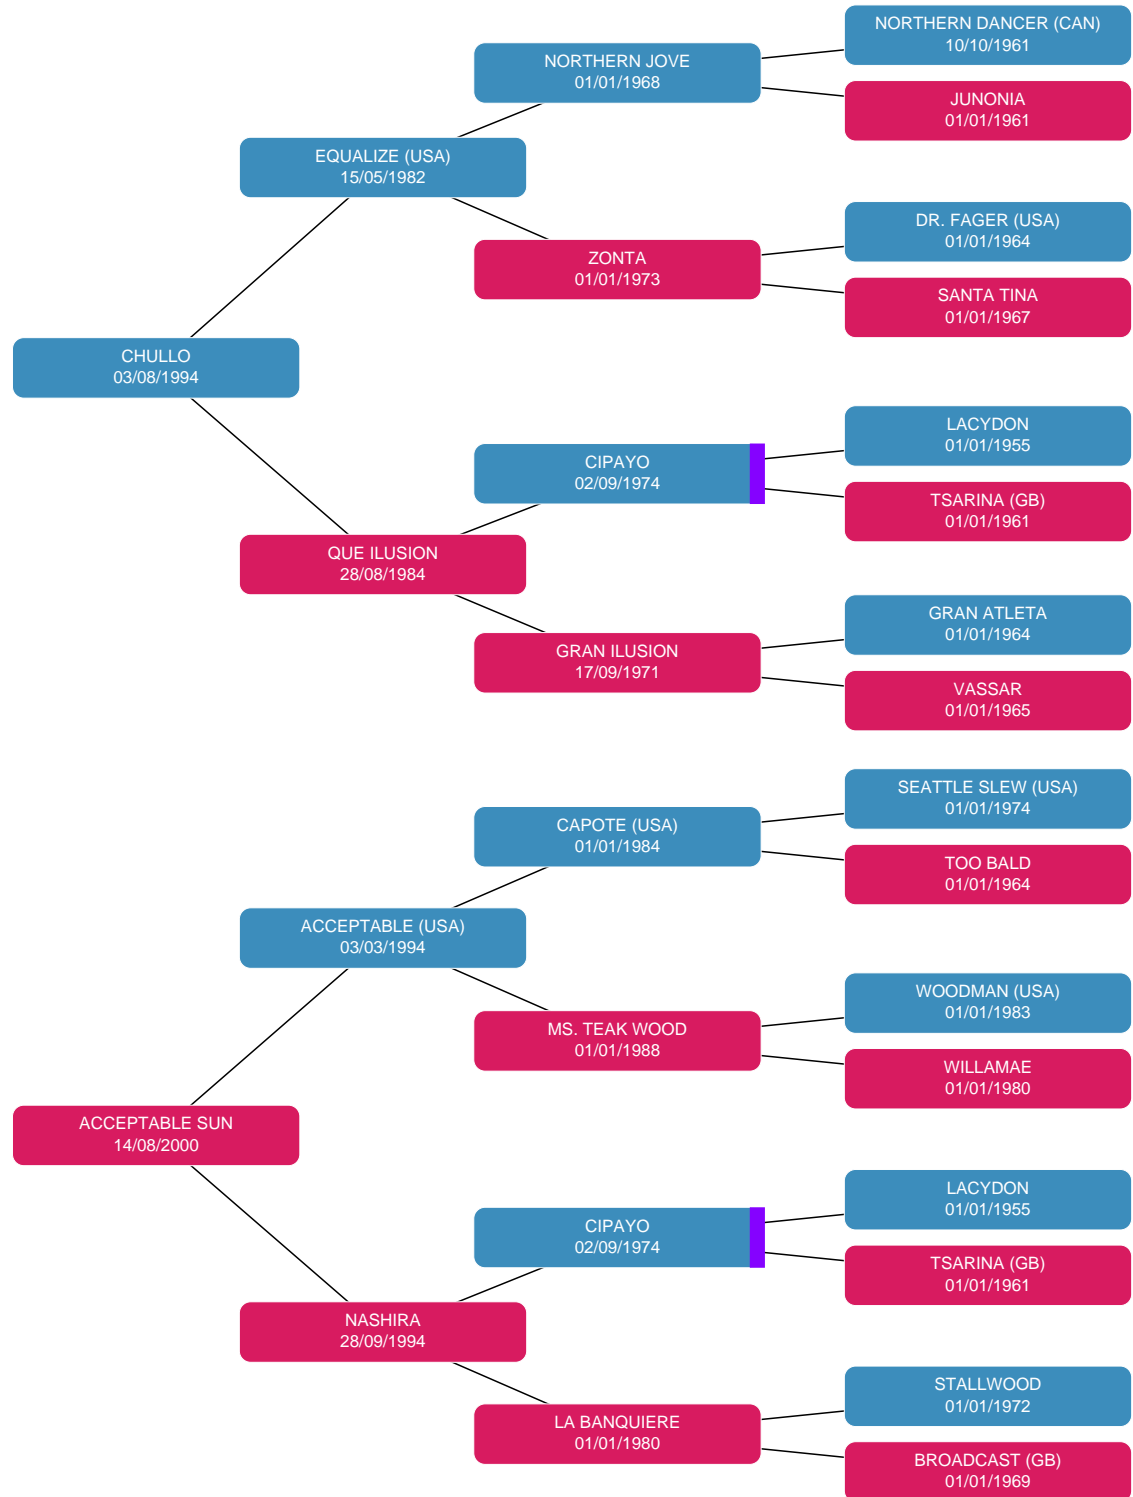 NORTHERN DANCER (CAN)
10/10/1961
NORTHERN JOVE
01/01/1968
JUNONIA
01/01/1961
EQUALIZE (USA)
15/05/1982
DR. FAGER (USA)
01/01/1964
ZONTA
01/01/1973
SANTA TINA
01/01/1967
CHULLO
03/08/1994
LACYDON
01/01/1955
CIPAYO
02/09/1974
TSARINA (GB)
01/01/1961
QUE ILUSION
28/08/1984
GRAN ATLETA
01/01/1964
GRAN ILUSION
17/09/1971
VASSAR
01/01/1965
SEATTLE SLEW (USA)
01/01/1974
CAPOTE (USA)
01/01/1984
TOO BALD
01/01/1964
ACCEPTABLE (USA)
03/03/1994
WOODMAN (USA)
01/01/1983
MS. TEAK WOOD
01/01/1988
WILLAMAE
01/01/1980
ACCEPTABLE SUN
14/08/2000
LACYDON
01/01/1955
CIPAYO
02/09/1974
TSARINA (GB)
01/01/1961
NASHIRA
28/09/1994
STALLWOOD
01/01/1972
LA BANQUIERE
01/01/1980
BROADCAST (GB)
01/01/1969